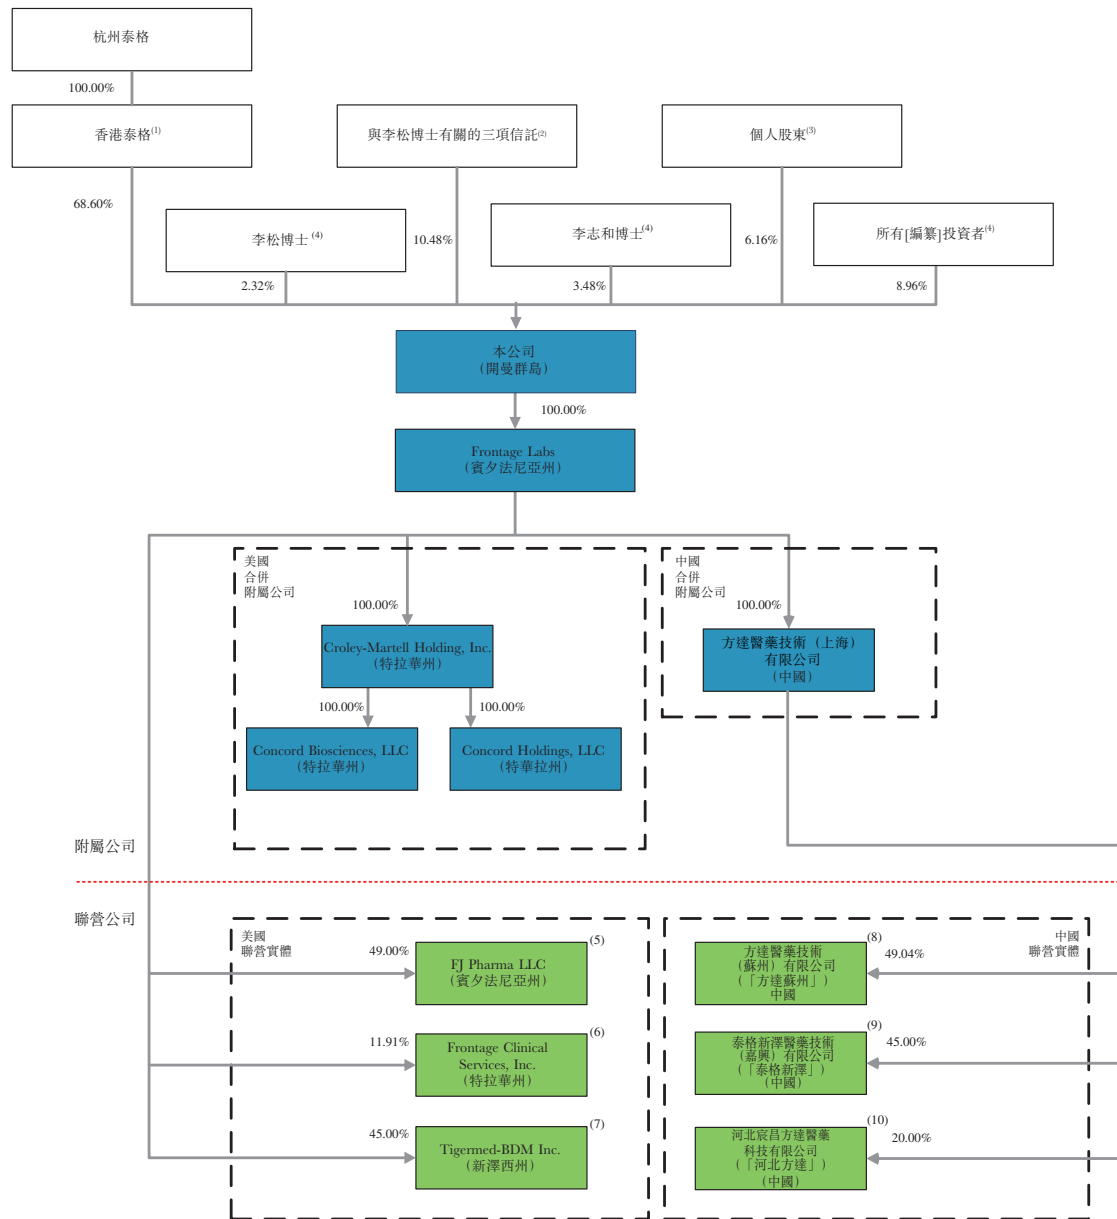 杭州泰格
100.00%
香港泰格(1)
與李松博士有關的三項信託(2)
個人股東(3)
68.60%
李松博士 (4)
10.48%
李志和博士(4)
6.16%
所有[編纂]投資者(4)
2.32%
3.48%
8.96%
本公司
(開曼群島)
100.00%
Frontage Labs
(賓夕法尼亞州)
美國
合併
附屬公司
中國
合併
附屬公司
100.00%
100.00%
Croley-Martell Holding, Inc.
(特拉華州)
方達醫藥技術(上海)
有限公司
(中國)
100.00%
100.00%
Concord Biosciences, LLC
(特拉華州)
Concord Holdings, LLC
(特華拉州)
附屬公司
聯營公司
美國
聯營實體
中國
聯營實體
49.00%
(5)
FJ Pharma LLC
(賓夕法尼亞州)
(8)
方達醫藥技術
(蘇州)有限公司
(「方達蘇州」)
中國
49.04%
11.91%
(6)
Frontage Clinical
Services, Inc.
(特拉華州)
(9)
泰格新澤醫藥技術
(嘉興)有限公司
(「泰格新澤」)
(中國)
45.00%
45.00%
(7)
Tigermed-BDM Inc.
(新澤西州)
(10)
河北宸昌方達醫藥
科技有限公司
(「河北方達」)
(中國)
20.00%